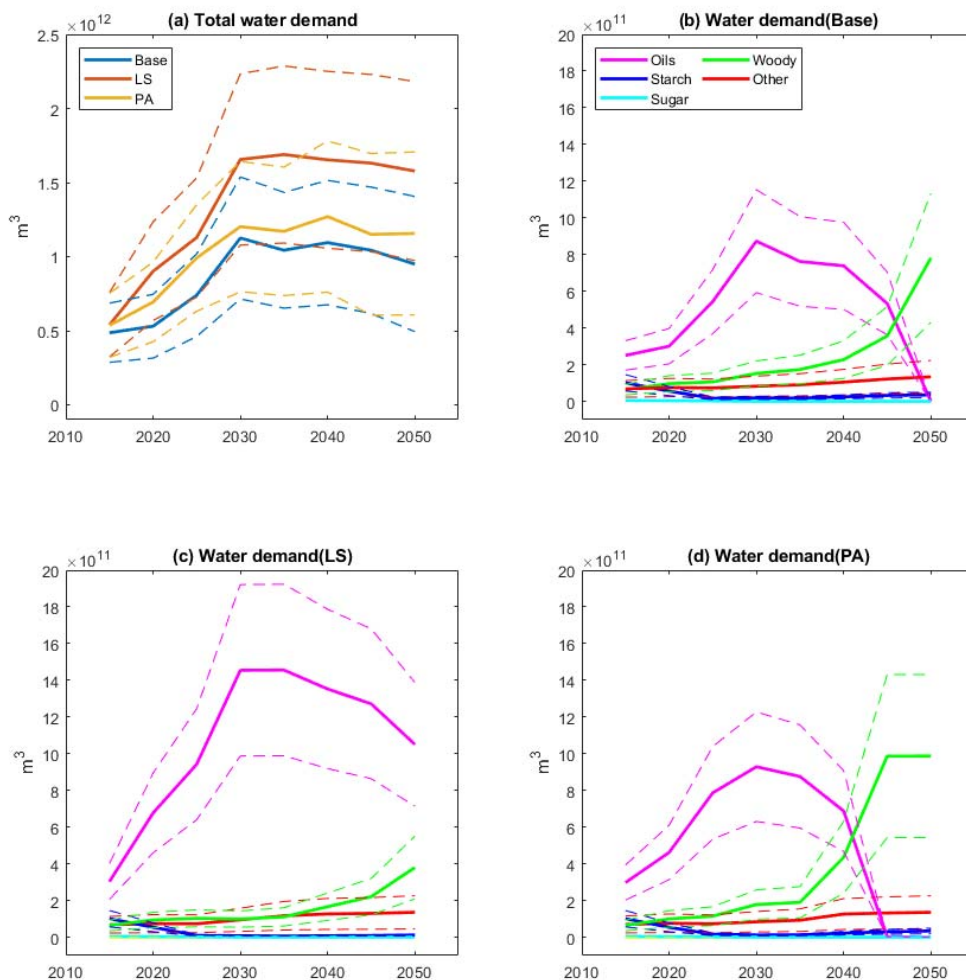 (a) Total water demand
×10^12
2.5
2
1.5
1
0.5
0
m^3
Base
LS
PA
2010 2020 2030 2040 2050
(b) Water demand(Base)
×10^11
20
18
16
14
12
10
8
6
4
2
0
m^3
Oils Woody
Starch Other
Sugar
2010 2020 2030 2040 2050
(c) Water demand(LS)
×10^11
20
18
16
14
12
10
8
6
4
2
0
m^3
2010 2020 2030 2040 2050
(d) Water demand(PA)
×10^11
20
18
16
14
12
10
8
6
4
2
0
m^3
2010 2020 2030 2040 2050